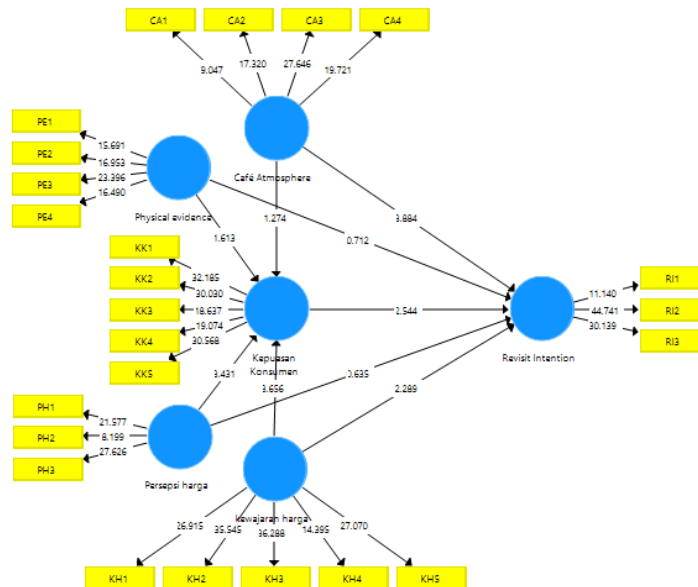 CA1
CA2
CA3
CA4
9.047
17.320
27.646
19.721
Café Atmosphere
PE1
PE2
PE3
PE4
15.691
16.953
23.396
16.490
Physical evidence
1.274
3.884
1.613
0.712
KK1
KK2
KK3
KK4
KK5
32.185
30.030
18.637
19.074
30.568
Kepuasan
Konsumen
2.544
RI1
RI2
RI3
11.140
44.741
30.139
Revisit Intention
3.431
0.635
3.656
2.289
PH1
PH2
PH3
21.577
8.199
27.626
Persepsi harga
kewajaran harga
26.915
35.545
36.288
14.395
27.070
KH1
KH2
KH3
KH4
KH5